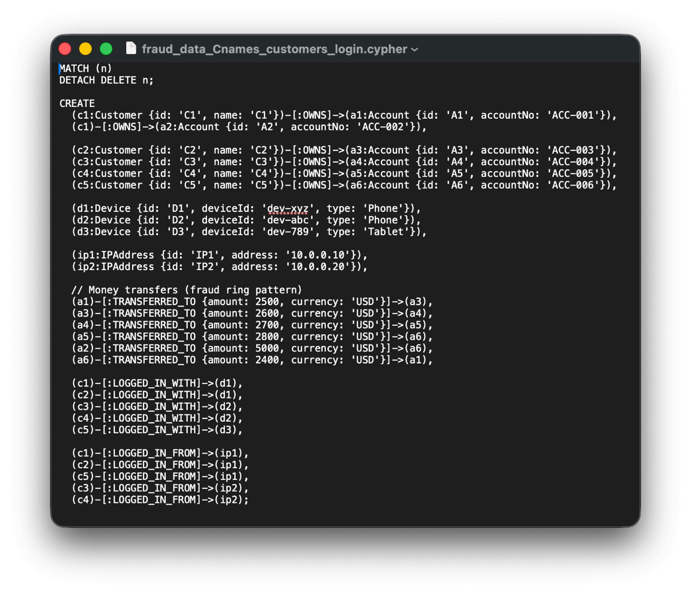 fraud_data_Cnames_customers_login.cypher
MATCH (n)
DETACH DELETE n;
CREATE
(c1:Customer {id: 'C1', name: 'C1'})-[:OWNS]->(a1:Account {id: 'A1', accountNo: 'ACC-001'}),
(c1)-[:OWNS]->(a2:Account {id: 'A2', accountNo: 'ACC-002'}),
(c2:Customer {id: 'C2', name: 'C2'})-[:OWNS]->(a3:Account {id: 'A3', accountNo: 'ACC-003'}),
(c3:Customer {id: 'C3', name: 'C3'})-[:OWNS]->(a4:Account {id: 'A4', accountNo: 'ACC-004'}),
(c4:Customer {id: 'C4', name: 'C4'})-[:OWNS]->(a5:Account {id: 'A5', accountNo: 'ACC-005'}),
(c5:Customer {id: 'C5', name: 'C5'})-[:OWNS]->(a6:Account {id: 'A6', accountNo: 'ACC-006'}),
(d1:Device {id: 'D1', deviceId: 'dev-xyz', type: 'Phone'}),
(d2:Device {id: 'D2', deviceId: 'dev-abc', type: 'Phone'}),
(d3:Device {id: 'D3', deviceId: 'dev-789', type: 'Tablet'}),
(ip1:IPAddress {id: 'IP1', address: '10.0.0.10'}),
(ip2:IPAddress {id: 'IP2', address: '10.0.0.20'}),
// Money transfers (fraud ring pattern)
(a1)-[:TRANSFERRED_TO {amount: 2500, currency: 'USD'}]->(a3),
(a3)-[:TRANSFERRED_TO {amount: 2600, currency: 'USD'}]->(a4),
(a4)-[:TRANSFERRED_TO {amount: 2700, currency: 'USD'}]->(a5),
(a5)-[:TRANSFERRED_TO {amount: 2800, currency: 'USD'}]->(a6),
(a2)-[:TRANSFERRED_TO {amount: 5000, currency: 'USD'}]->(a6),
(a6)-[:TRANSFERRED_TO {amount: 2400, currency: 'USD'}]->(a1),
(c1)-[:LOGGED_IN_WITH]->(d1),
(c2)-[:LOGGED_IN_WITH]->(d1),
(c3)-[:LOGGED_IN_WITH]->(d2),
(c4)-[:LOGGED_IN_WITH]->(d2),
(c5)-[:LOGGED_IN_WITH]->(d3),
(c1)-[:LOGGED_IN_FROM]->(ip1),
(c2)-[:LOGGED_IN_FROM]->(ip1),
(c5)-[:LOGGED_IN_FROM]->(ip1),
(c3)-[:LOGGED_IN_FROM]->(ip2),
(c4)-[:LOGGED_IN_FROM]->(ip2);